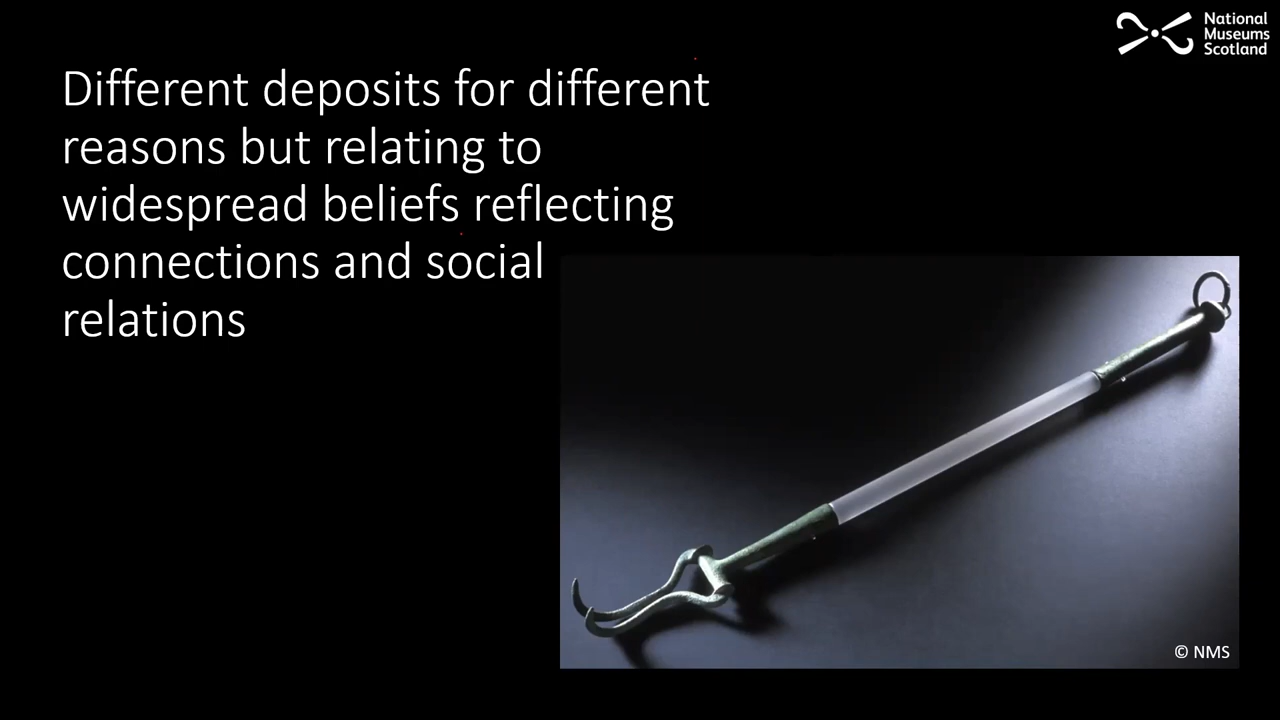 National
Museums
Scotland
Different deposits for different
reasons but relating to
widespread beliefs reflecting
connections and social
relations
© NMS